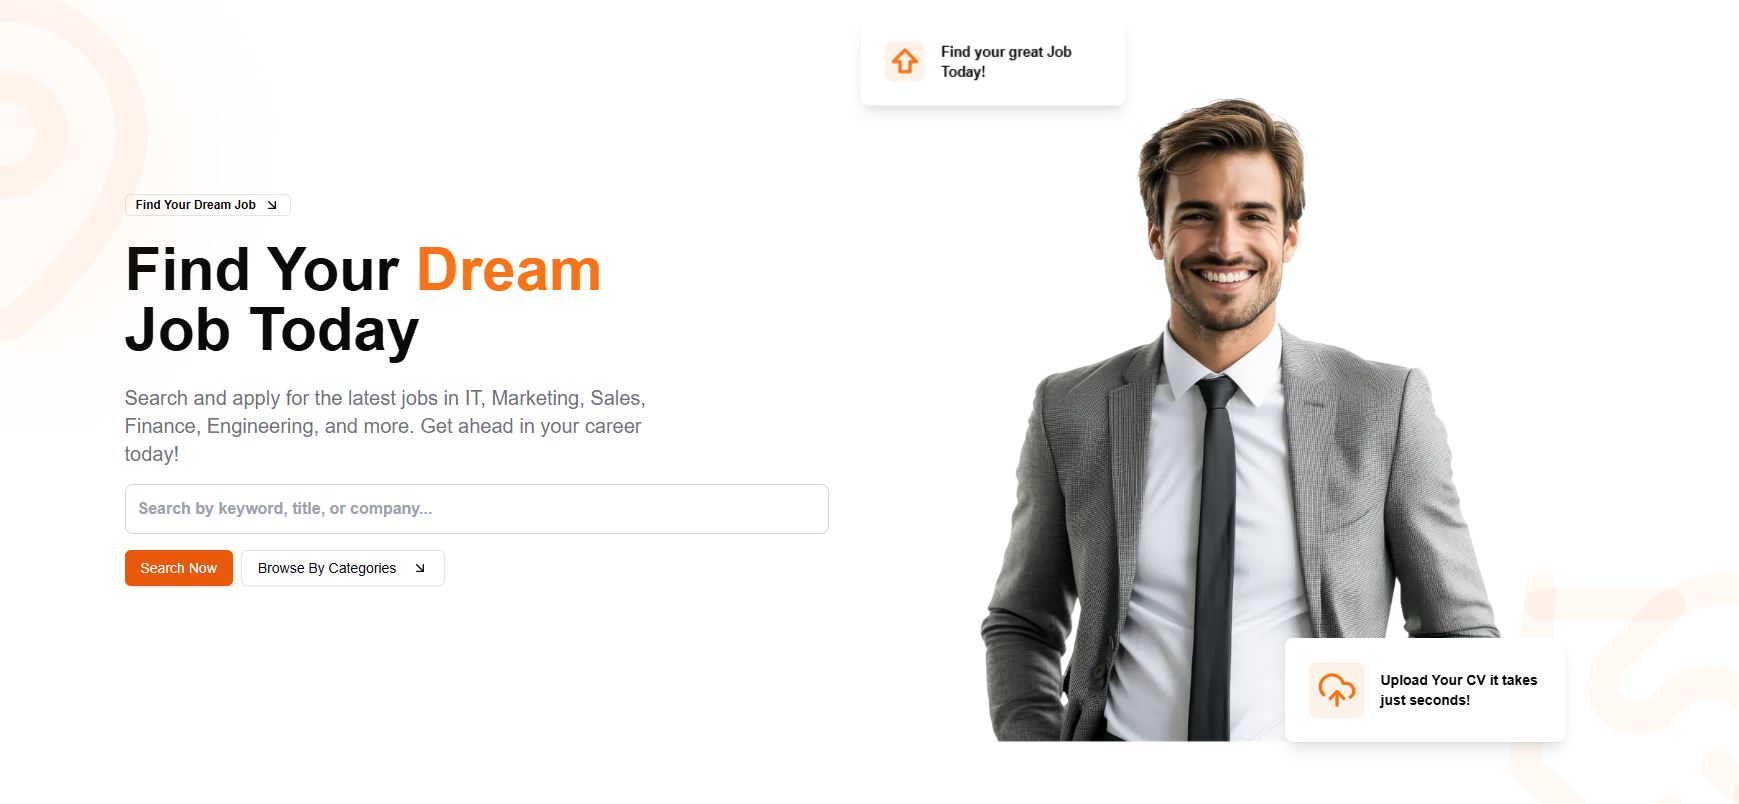 Find your great Job
Today!
Find Your Dream Job
Find Your Dream
Job Today
Search and apply for the latest jobs in IT, Marketing, Sales,
Finance, Engineering, and more. Get ahead in your career
today!
Search by keyword, title, or company...
Search Now
Browse By Categories
Upload Your CV it takes
just seconds!